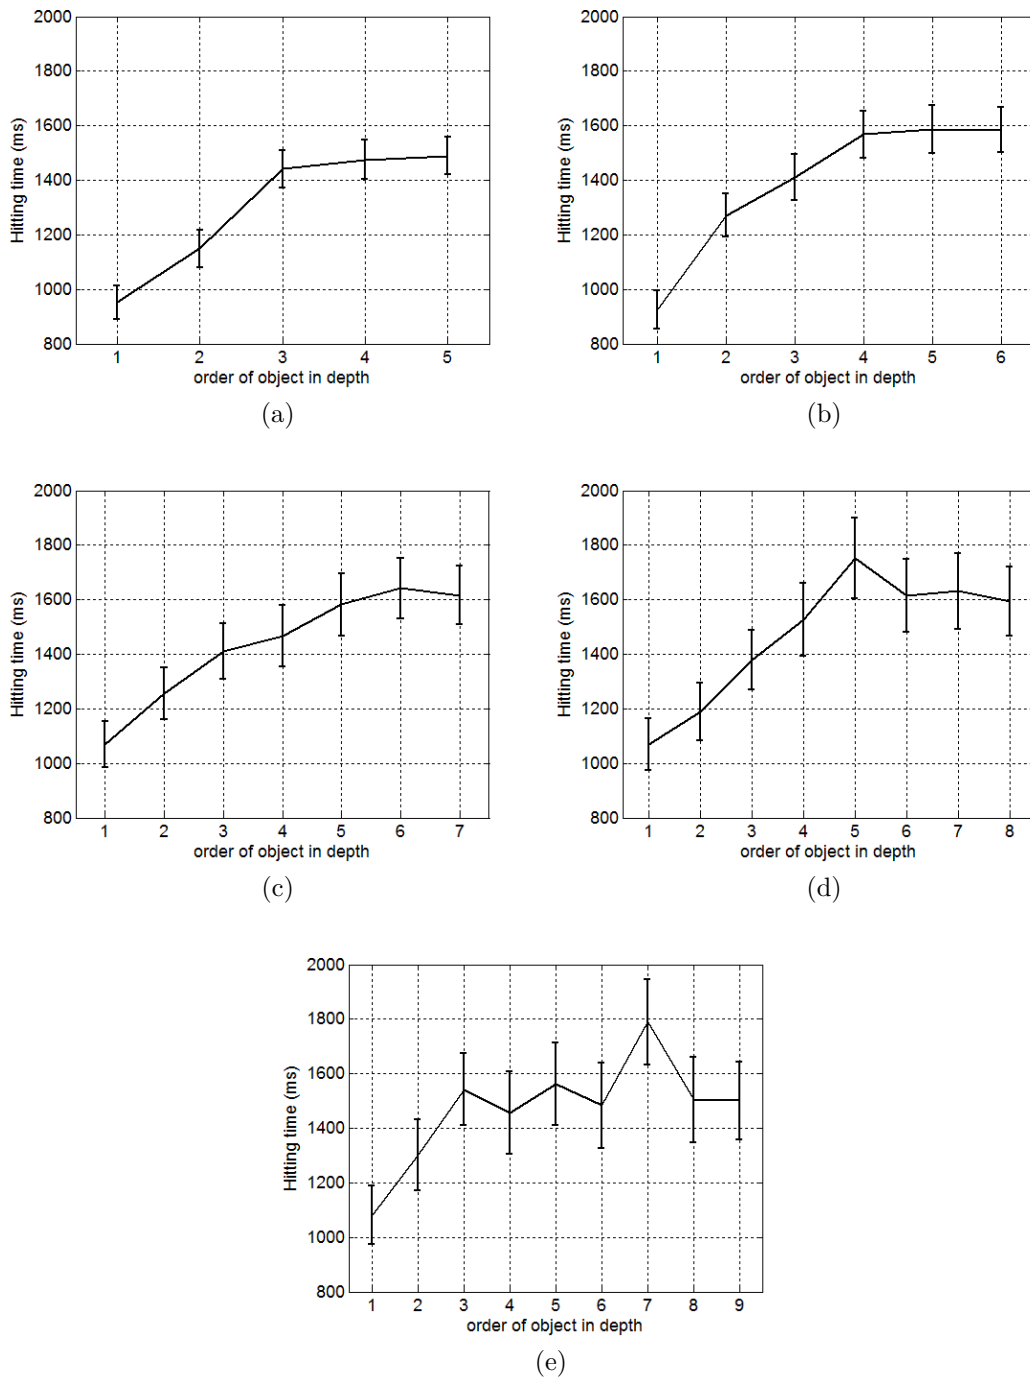 2000
1800
1600
1400
1200
1000
800
Hitting time (ms)
1 2 3 4 5
order of object in depth
(a)
2000
1800
1600
1400
1200
1000
800
Hitting time (ms)
1 2 3 4 5 6
order of object in depth
(b)
2000
1800
1600
1400
1200
1000
800
Hitting time (ms)
1 2 3 4 5 6 7
order of object in depth
(c)
2000
1800
1600
1400
1200
1000
800
Hitting time (ms)
1 2 3 4 5 6 7 8
order of object in depth
(d)
2000
1800
1600
1400
1200
1000
800
Hitting time (ms)
1 2 3 4 5 6 7 8 9
order of object in depth
(e)